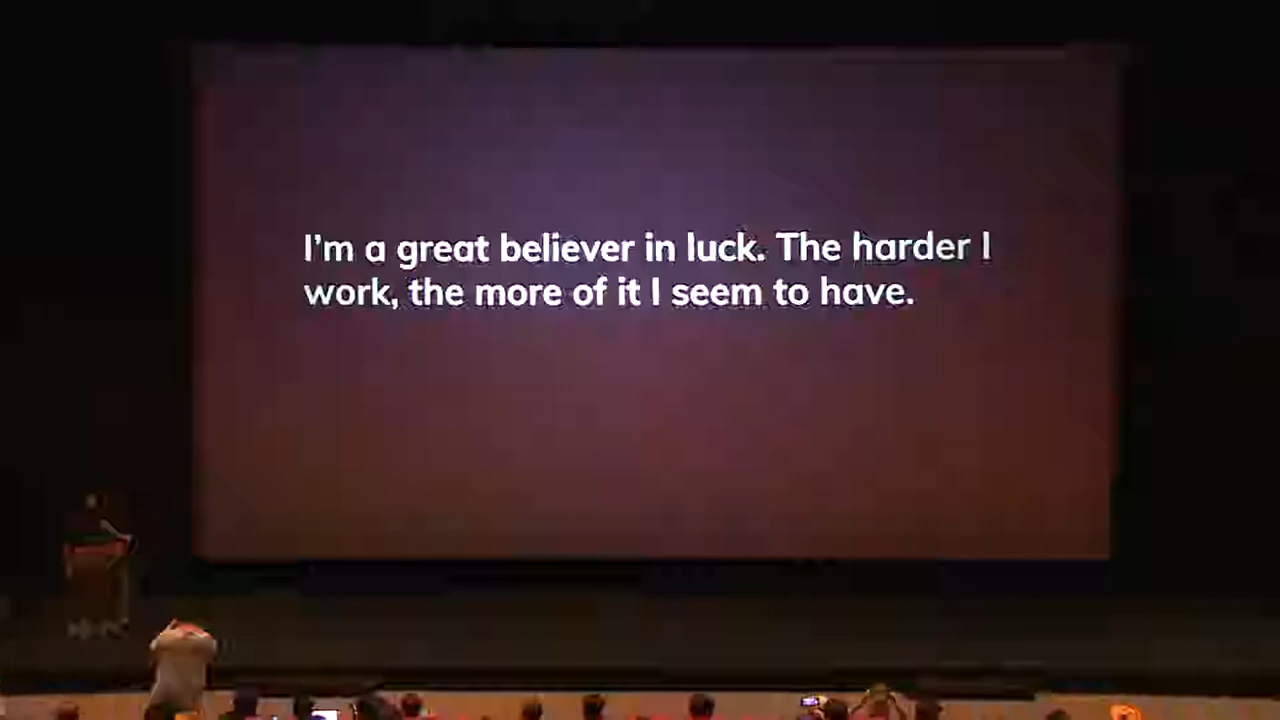 I'm a great believer in luck. The harder I
work, the more of it I seem to have.